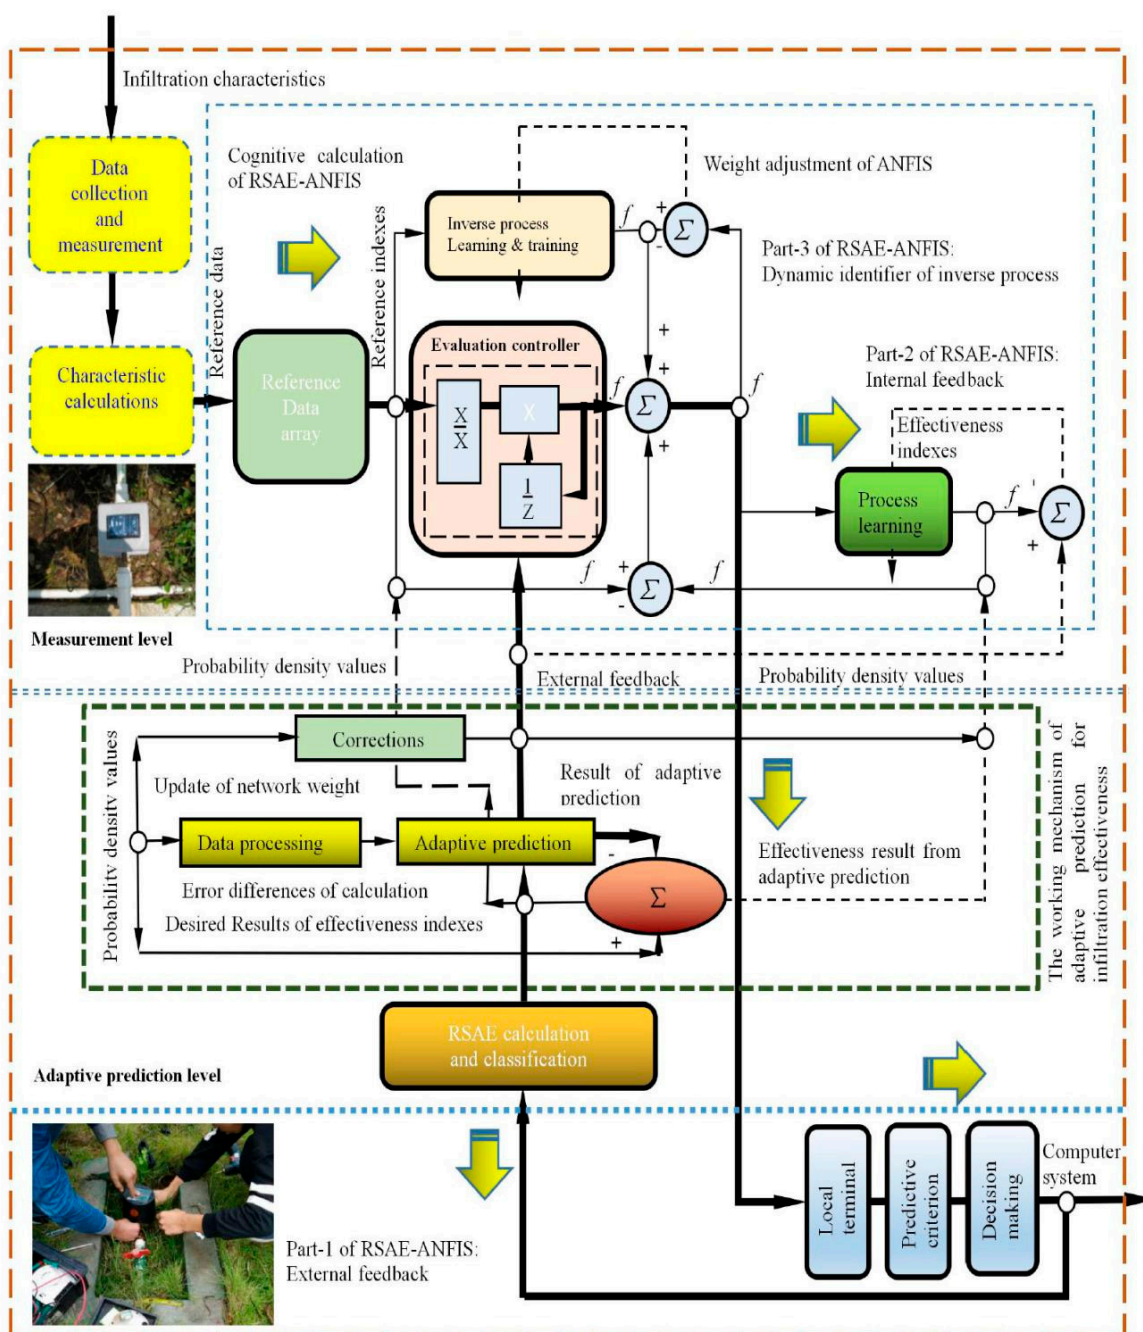 Infiltration characteristics
Data
collection
and
measurement
Characteristic
calculations
Reference data
Cognitive calculation
of RSAE-ANFIS
Reference indexes
Reference
Data
array
Inverse process
Learning & training
f
+
-
Σ
Weight adjustment of ANFIS
Part-3 of RSAE-ANFIS:
Dynamic identifier of inverse process
Evaluation controller
X
X
X
1
Z
f
+
+
Σ
+
f
Part-2 of RSAE-ANFIS:
Internal feedback
Effectiveness
indexes
Process
learning
f
+
Σ
f
+
-
Σ
f
Measurement level
Probability density values
External feedback
Probability density values
Probability density values
Corrections
Update of network weight
Data processing
Adaptive prediction
Result of adaptive
prediction
-
Σ
+
Error differences of calculation
Desired Results of effectiveness indexes
Effectiveness result from
adaptive prediction
The working mechanism of
adaptive prediction for
infiltration effectiveness
RSAE calculation
and classification
Adaptive prediction level
Part-1 of RSAE-ANFIS:
External feedback
Local
terminal
Predictive
criterion
Decision
making
Computer
system